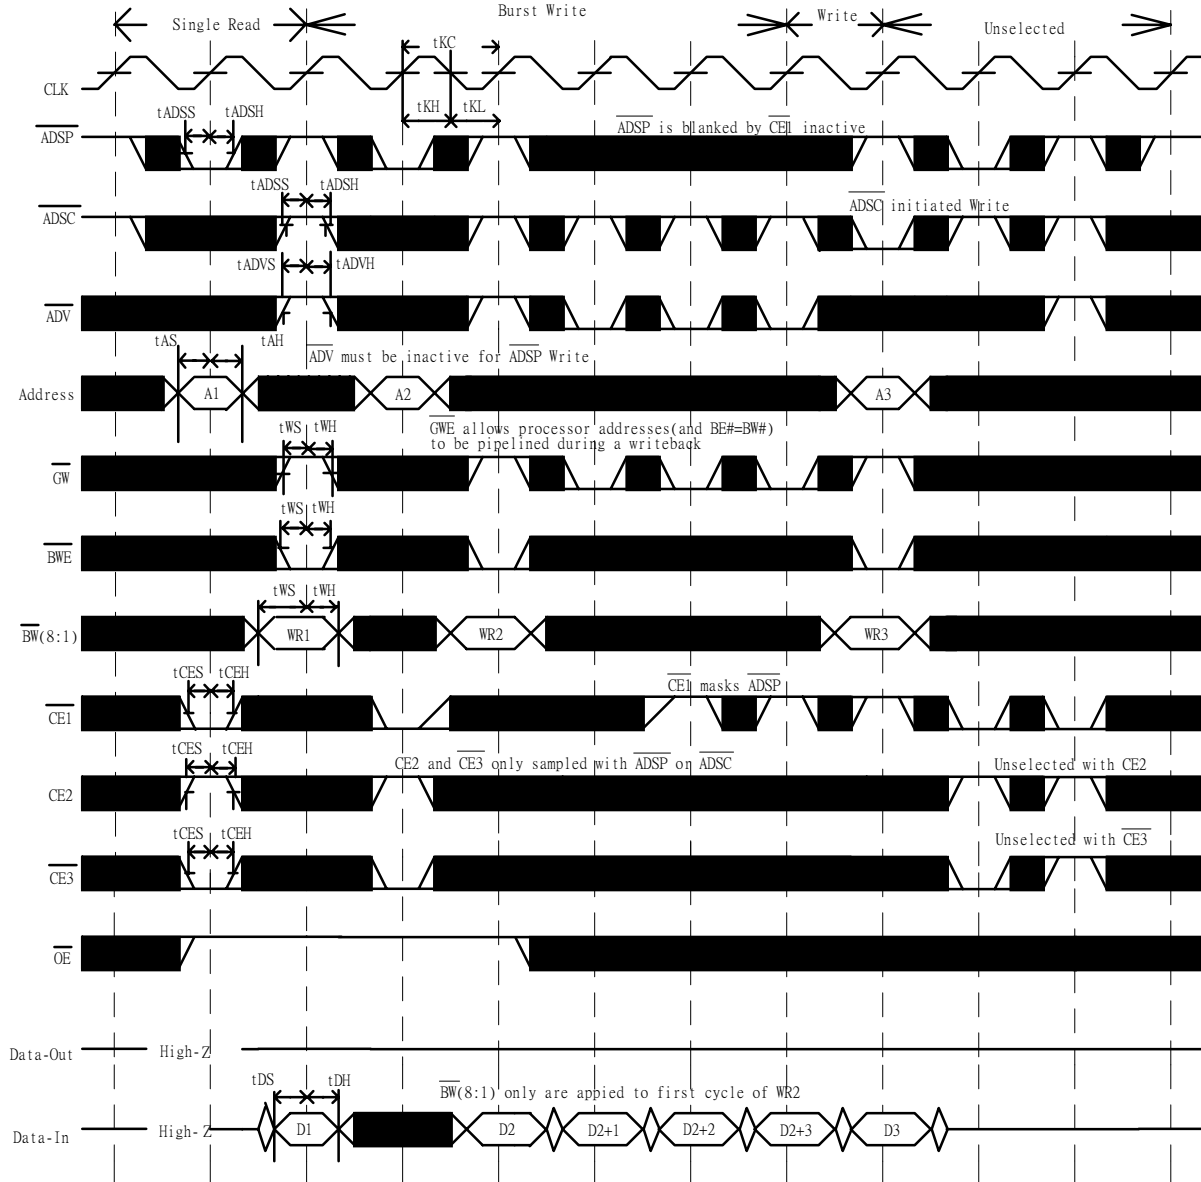 Burst Write
Single Read
Write
Unselected
tKC
CLK
tADSS
tADSH
tKH
tKL
ADSP
ADSP is blanked by CE1 inactive
tADSS
tADSH
ADSC
ADSC initiated Write
tADVS
tADVH
ADV
tAS
tAH
ADV must be inactive for ADSP Write
Address
A1
A2
A3
GWE allows processor addresses(and BE#=BW#)
to be pipelined during a writeback
tWS
tWH
GW
tWS
tWH
BWE
tWS
tWH
BW(8:1)
WR1
WR2
WR3
tCES
tCEH
CE1 masks ADSP
CE1
tCES
tCEH
CE2 and CE3 only sampled with ADSP or ADSC
Unselected with CE2
CE2
tCES
tCEH
Unselected with CE3
CE3
OE
Data-Out
High-Z
tDS
tDH
BW(8:1) only are appied to first cycle of WR2
Data-In
High-Z
D1
D2
D2+1
D2+2
D2+3
D3